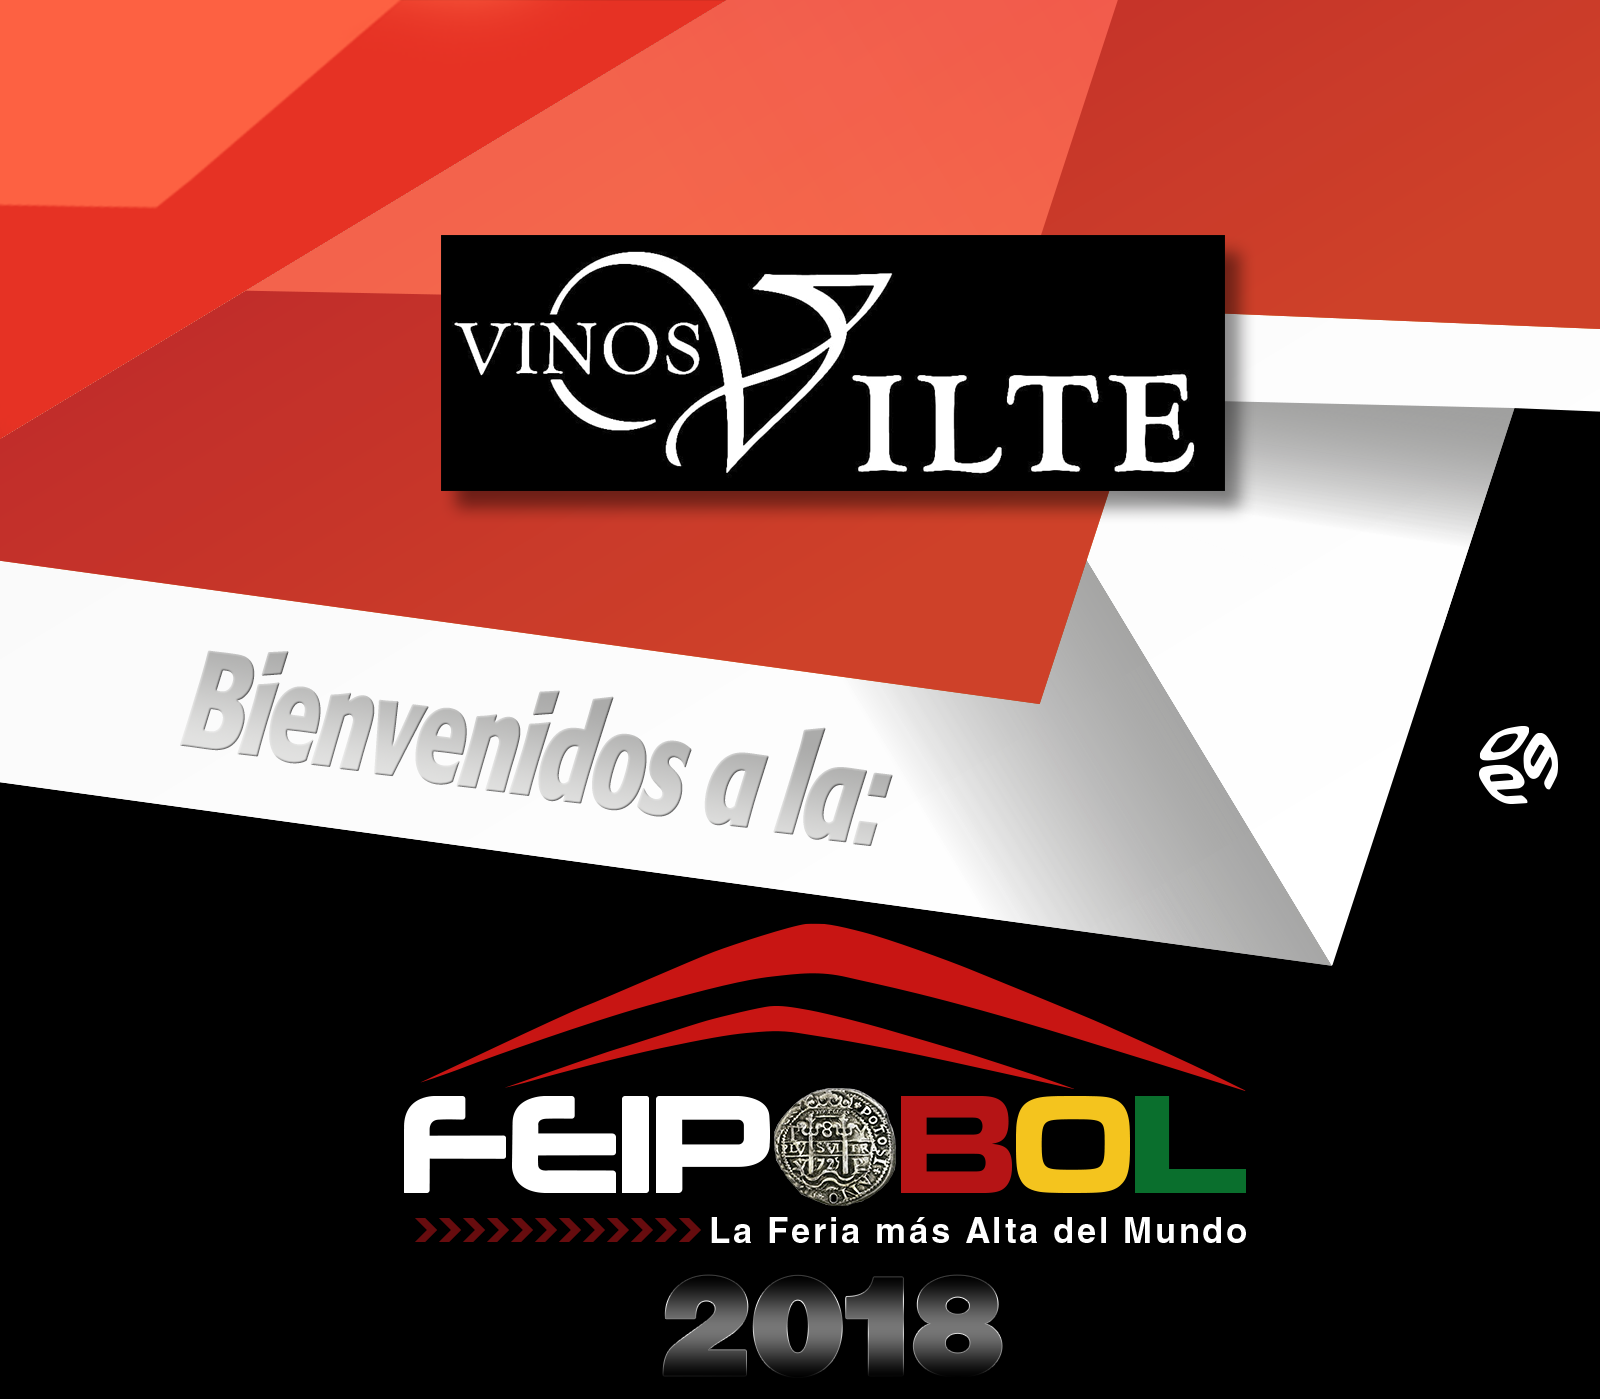 VINOS VILTE
Bienvenidos a la:
FEIPOBOL
La Feria más Alta del Mundo
2018